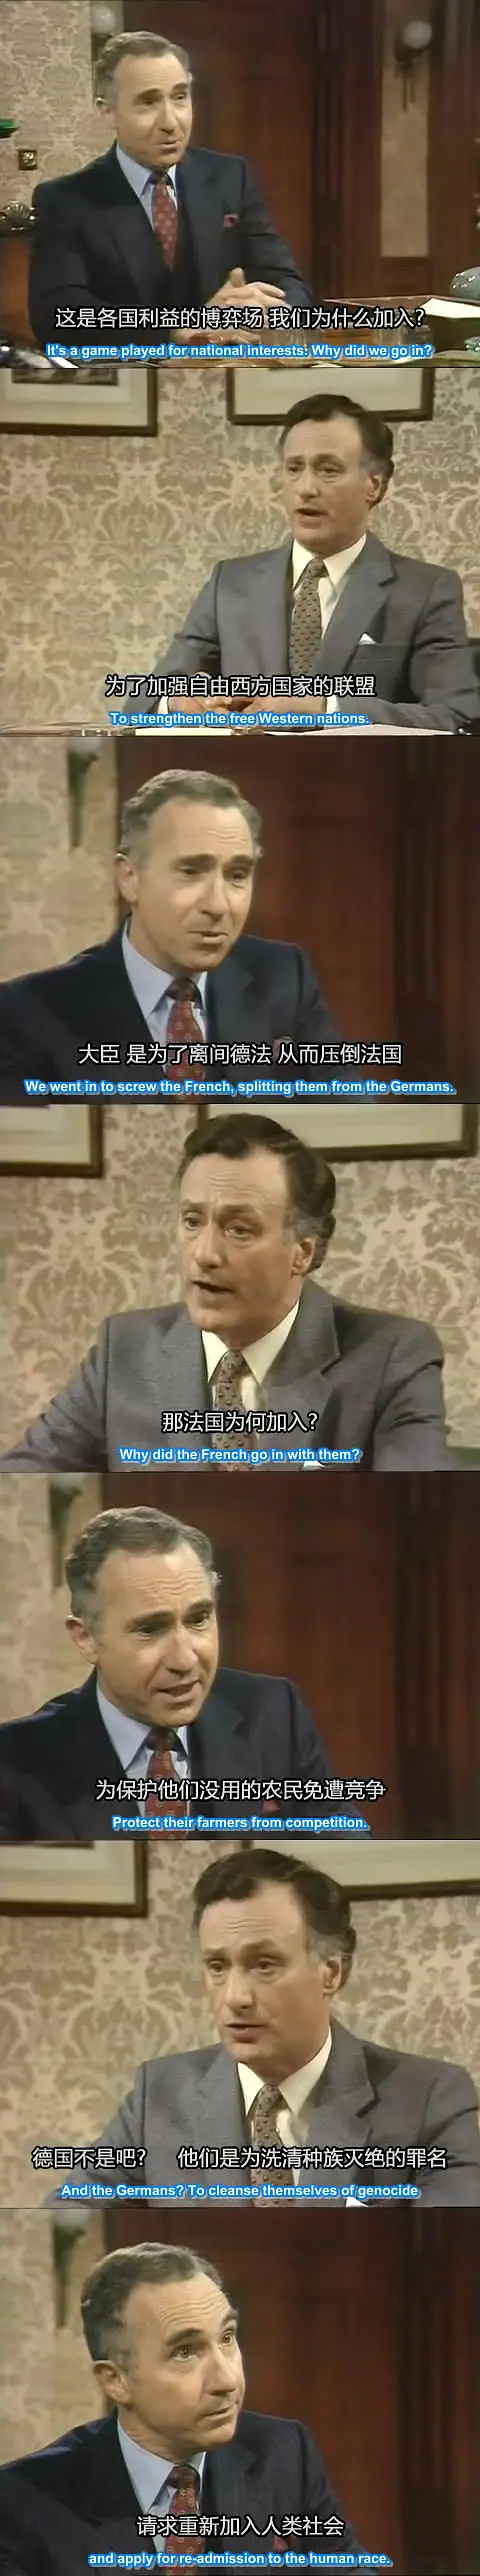 这是各国利益的博弈场 我们为什么加入?
It's a game played for national interests: Why did we go in?
为了加强自由西方国家的联盟
To strengthen the free Western nations.
大臣 是为了离间德法 从而压倒法国
We went in to screw the French, splitting them from the Germans.
那法国为何加入?
Why did the French go in with them?
为保护他们没用的农民免遭竞争
Protect their farmers from competition.
德国不是吧? 他们是为洗清种族灭绝的罪名
And the Germans? To cleanse themselves of genocide
请求重新加入人类社会
and apply for re-admission to the human race.